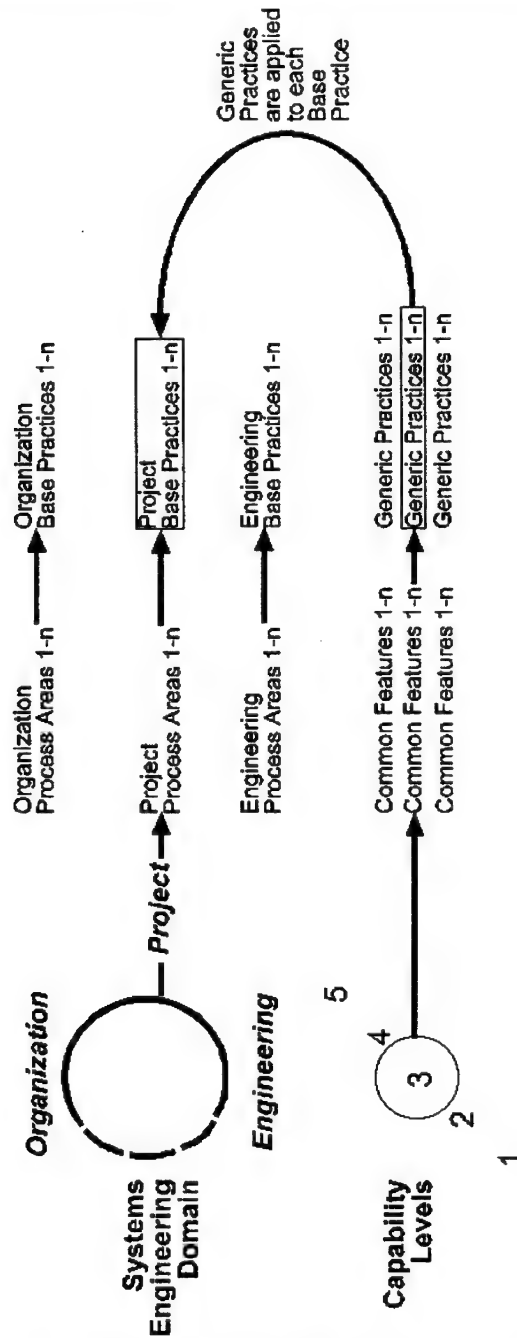 Systems
Engineering
Domain
Organization
Project
Engineering
Organization
Process Areas 1-n
Organization
Base Practices 1-n
Project
Process Areas 1-n
Project
Base Practices 1-n
Engineering
Process Areas 1-n
Engineering
Base Practices 1-n
Generic
Practices
are applied
to each
Base
Practice
Capability
Levels
5
4
3
2
1
Common Features 1-n
Common Features 1-n
Common Features 1-n
Generic Practices 1-n
Generic Practices 1-n
Generic Practices 1-n